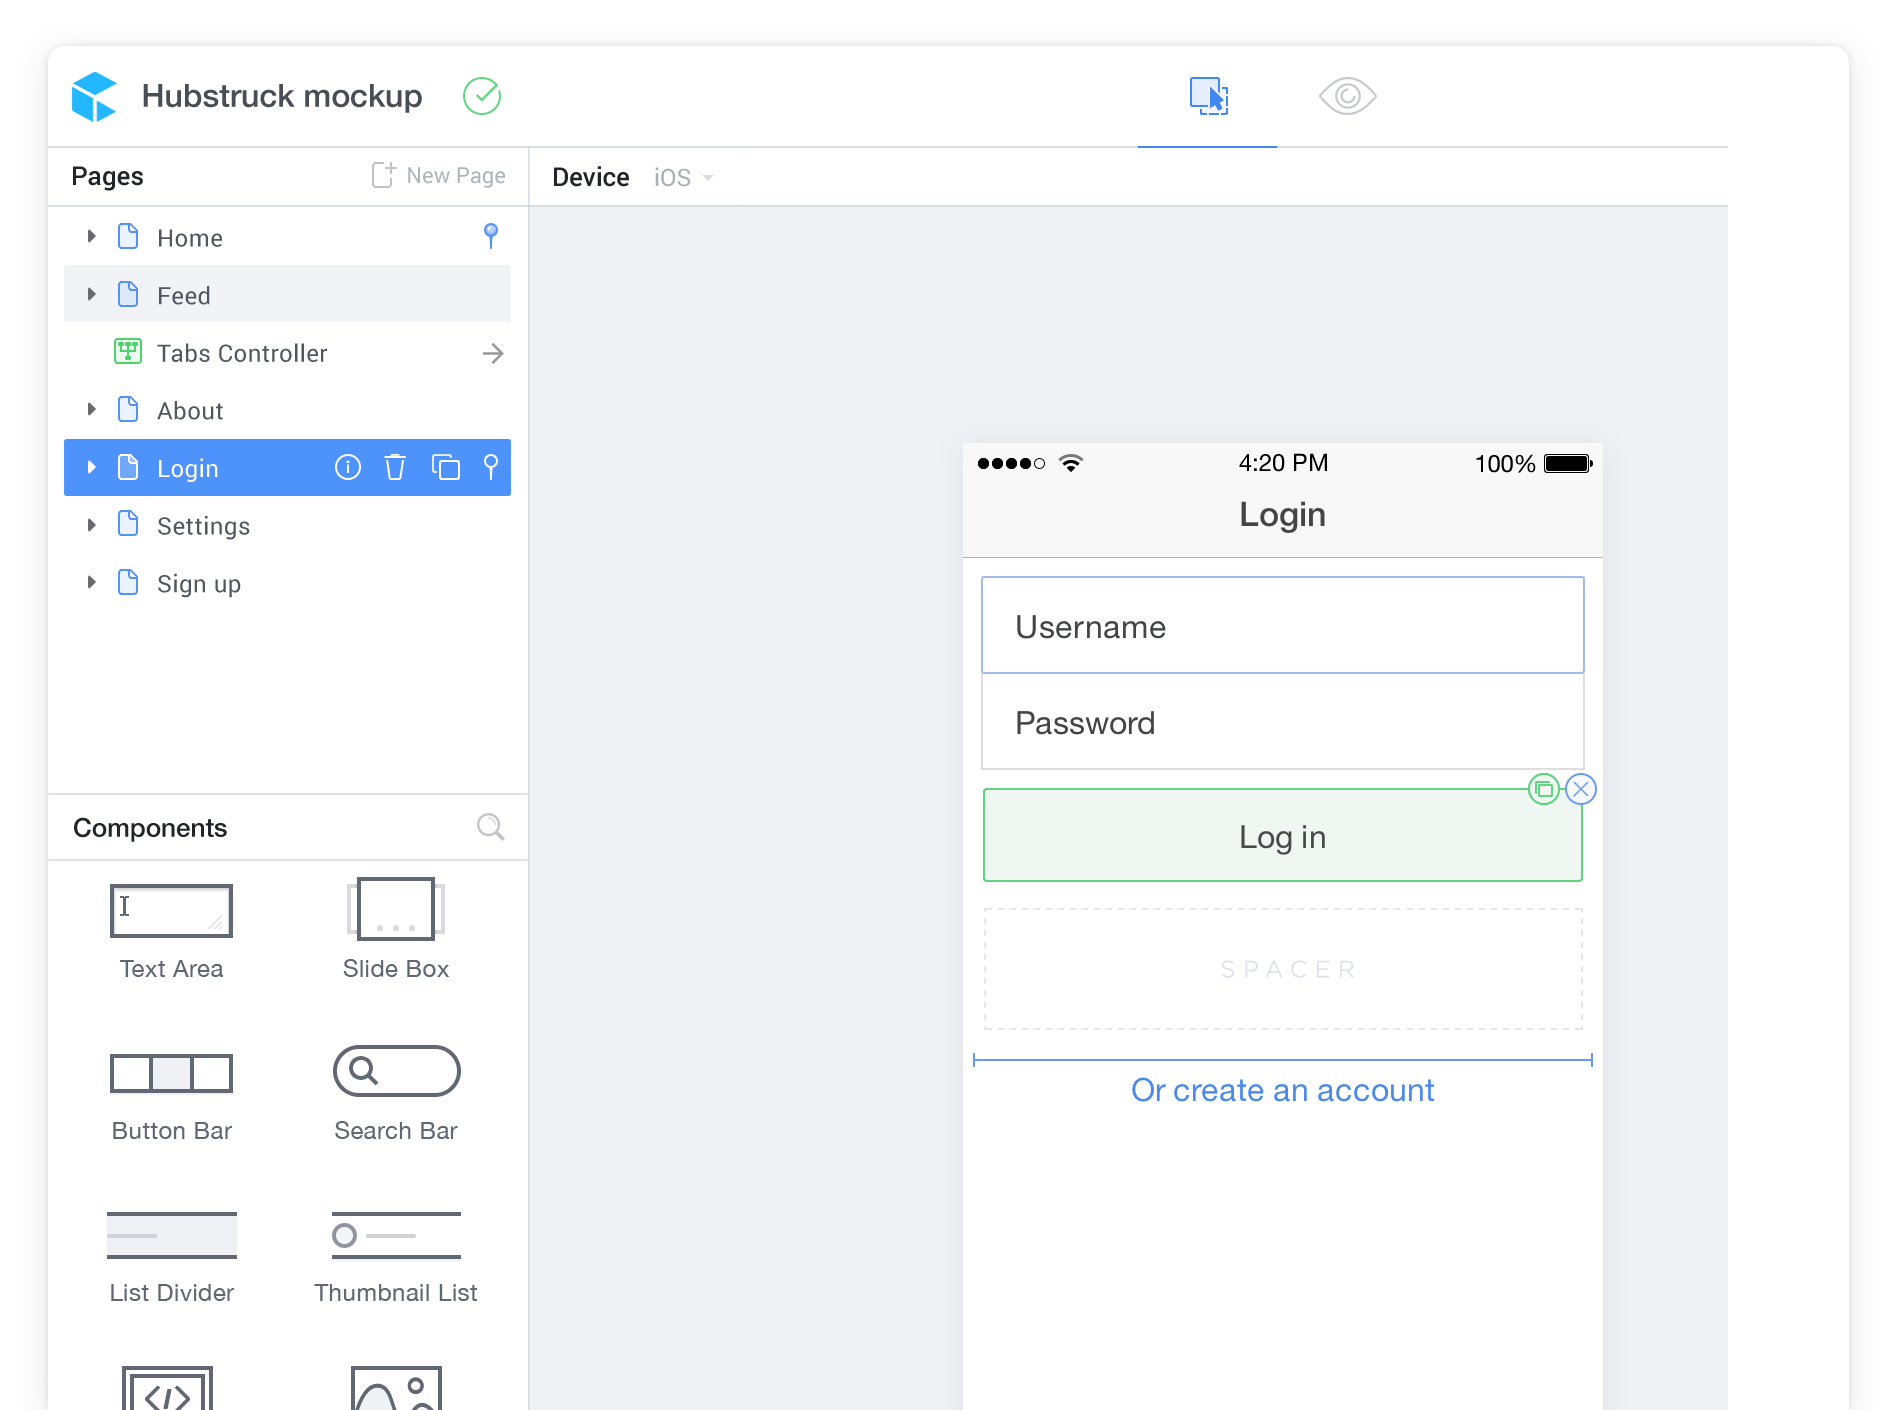 Hubstruck mockup
Pages
New Page
Device
iOS
Home
Feed
Tabs Controller
About
Login
Settings
Sign up
Components
Text Area
Slide Box
Button Bar
Search Bar
List Divider
Thumbnail List
4:20 PM
100%
Login
Username
Password
Log in
SPACER
Or create an account